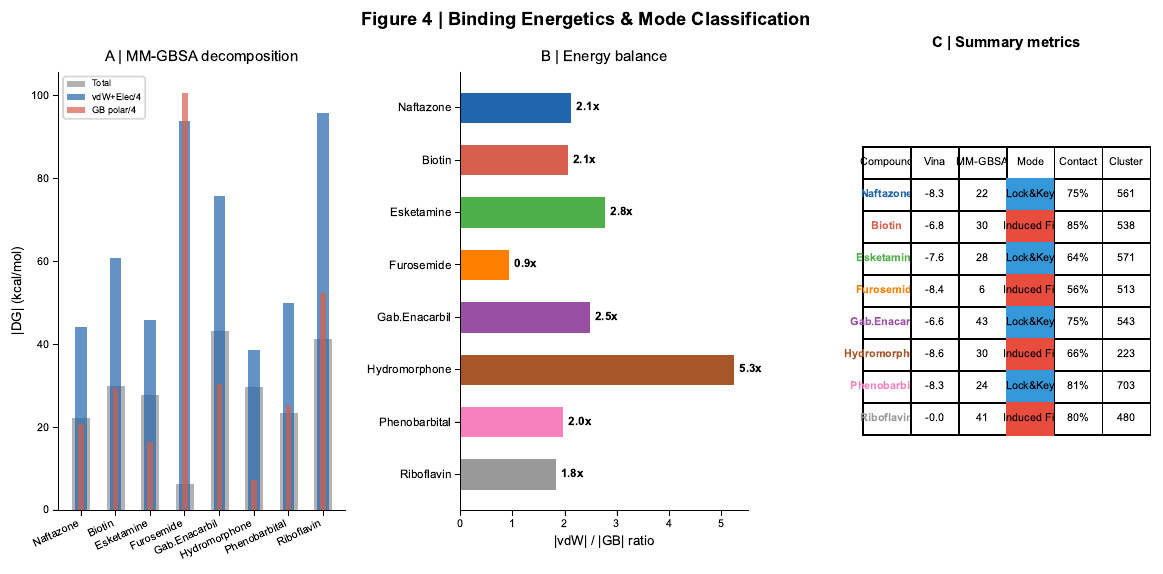 Figure 4 | Binding Energetics & Mode Classification
A | MM-GBSA decomposition
Total
vdW+Elec/4
GB polar/4
|DG| (kcal/mol)
100
80
60
40
20
0
Naftazone
Biotin
Esketamine
Furosemide
Gab.Enacarbil
Hydromorphone
Phenobarbital
Riboflavin
B | Energy balance
Naftazone 2.1x
Biotin 2.1x
Esketamine 2.8x
Furosemide 0.9x
Gab.Enacarbil 2.5x
Hydromorphone 5.3x
Phenobarbital 2.0x
Riboflavin 1.8x
0 1 2 3 4 5
|vdW| / |GB| ratio
C | Summary metrics
Compound Vina MM-GBSA Mode Contact Cluster
Naftazone -8.3 22 Lock&Key 75% 561
Biotin -6.8 30 Induced Fi 85% 538
Esketamin -7.6 28 Lock&Key 64% 571
Furosemid -8.4 6 Induced Fi 56% 513
Gab.Enacar -6.6 43 Lock&Key 75% 543
Hydromorpho -8.6 30 Induced Fi 66% 223
Phenobarbi -8.3 24 Lock&Key 81% 703
Riboflavin -0.0 41 Induced Fi 80% 480